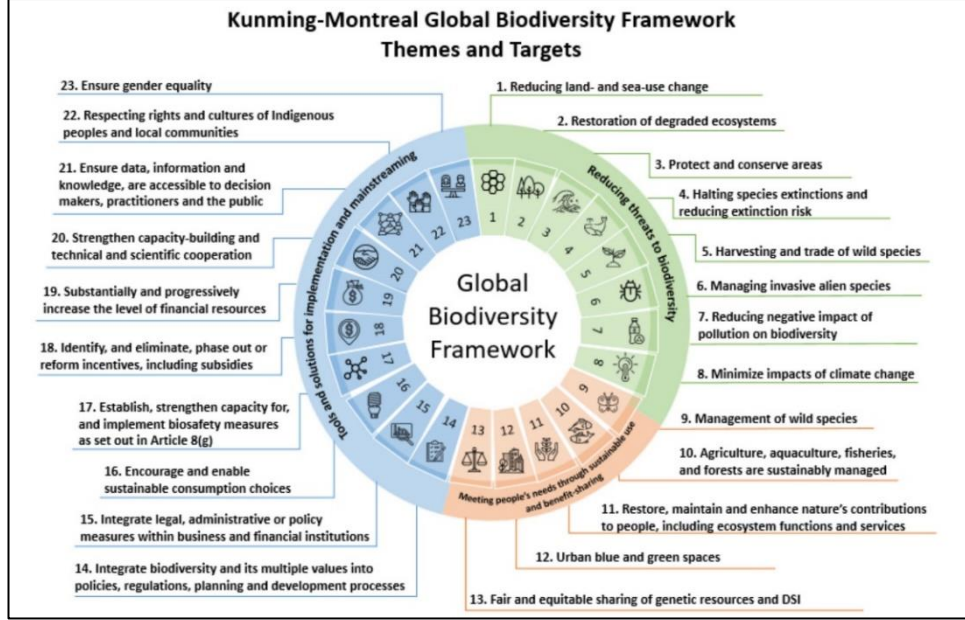 Kunming-Montreal Global Biodiversity Framework
Themes and Targets
23. Ensure gender equality
22. Respecting rights and cultures of Indigenous
peoples and local communities
21. Ensure data, information and
knowledge, are accessible to decision
makers, practitioners and the public
20. Strengthen capacity-building and
technical and scientific cooperation
19. Substantially and progressively
increase the level of financial resources
18. Identify, and eliminate, phase out or
reform incentives, including subsidies
17. Establish, strengthen capacity for,
and implement biosafety measures
as set out in Article 8(g)
16. Encourage and enable
sustainable consumption choices
15. Integrate legal, administrative or policy
measures within business and financial institutions
14. Integrate biodiversity and its multiple values into
policies, regulations, planning and development processes
1. Reducing land- and sea-use change
2. Restoration of degraded ecosystems
3. Protect and conserve areas
4. Halting species extinctions and
reducing extinction risk
5. Harvesting and trade of wild species
6. Managing invasive alien species
7. Reducing negative impact of
pollution on biodiversity
8. Minimize impacts of climate change
9. Management of wild species
10. Agriculture, aquaculture, fisheries,
and forests are sustainably managed
11. Restore, maintain and enhance nature's contributions
to people, including ecosystem functions and services
12. Urban blue and green spaces
13. Fair and equitable sharing of genetic resources and DSI
Tools and solutions for implementation and mainstreaming
Reducing threats to biodiversity
Meeting people's needs through sustainable use
and benefit-sharing
Global
Biodiversity
Framework
1
2
3
4
5
6
7
8
9
10
11
12
13
14
15
16
17
18
19
20
21
22
23